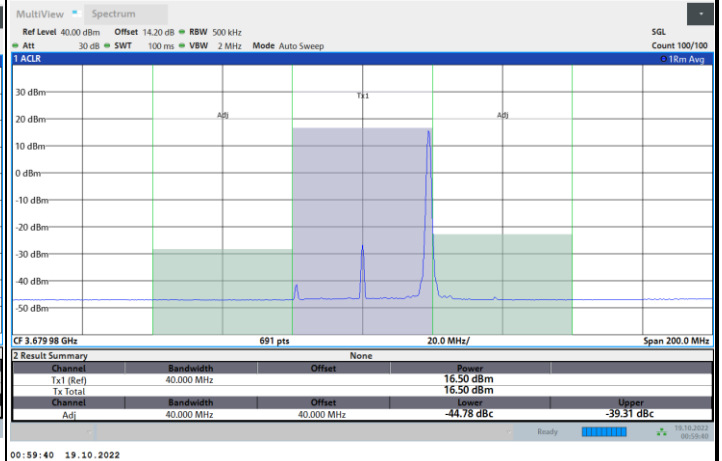 MultiView Spectrum
Ref Level 40.00 dBm Offset 14.20 dB RBW 500 kHz SGL
Att 30 dB SWT 100 ms VBW 2 MHz Mode Auto Sweep Count 100/100
1 ACLR 1Rm Avg
30 dBm
Tx1
20 dBm Adj Adj
10 dBm
0 dBm
-10 dBm
-20 dBm
-30 dBm
-40 dBm
-50 dBm
CF 3.679 98 GHz 691 pts 20.0 MHz/ Span 200.0 MHz
2 Result Summary None
Channel Bandwidth Offset Power
Tx1 (Ref) 40.000 MHz 16.50 dBm
Tx Total 16.50 dBm
Channel Bandwidth Offset Lower Upper
Adj 40.000 MHz 40.000 MHz -44.78 dBc -39.31 dBc
Ready 19.10.2022
00:59:40
00:59:40 19.10.2022